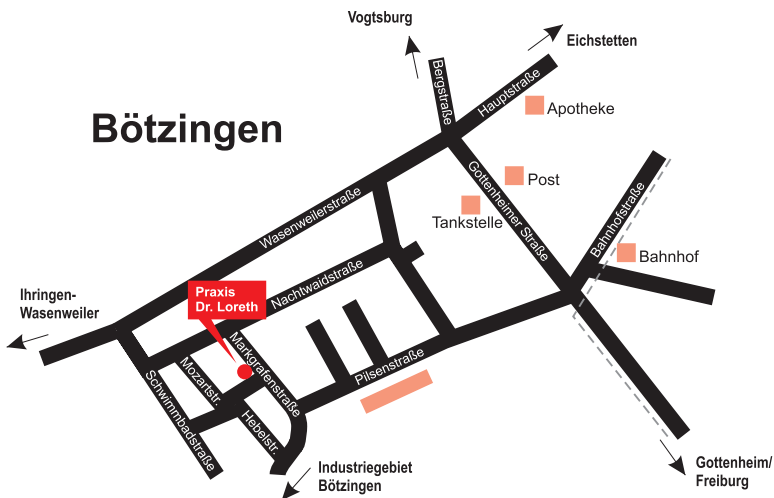 Vogtsburg
Eichstetten
Bergstraße
Hauptstraße
Apotheke
Bötzingen
Gottenheimer Straße
Post
Tankstelle
Wasenweilerstraße
Bahnhofstraße
Bahnhof
Nachtwaidstraße
Praxis
Dr. Loreth
Ihringen-
Wasenweiler
Markgrafenstraße
Mozartstr.
Pilsenstraße
Schwimmbadstraße
Hebelstr.
Industriegebiet
Bötzingen
Gottenheim/
Freiburg